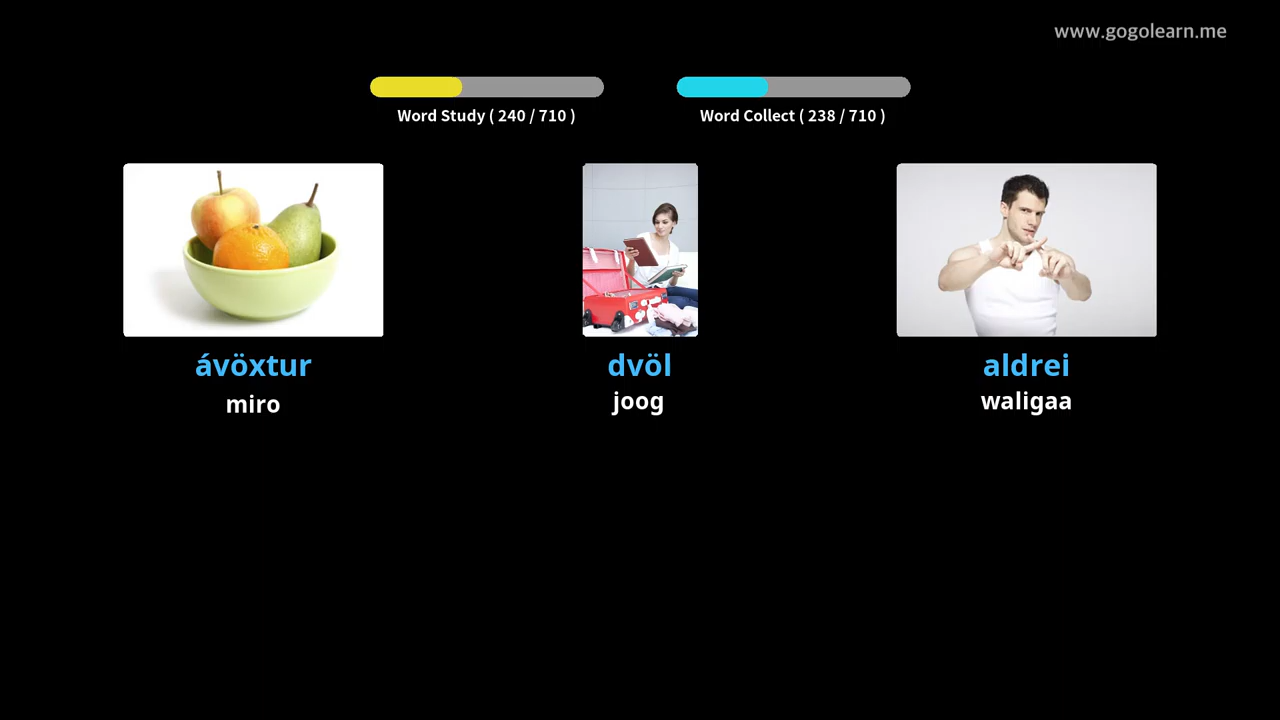 www.gogolearn.me
Word Study ( 240 / 710 )
Word Collect ( 238 / 710 )
ávöxtur
miro
dvöl
joog
aldrei
waligaa